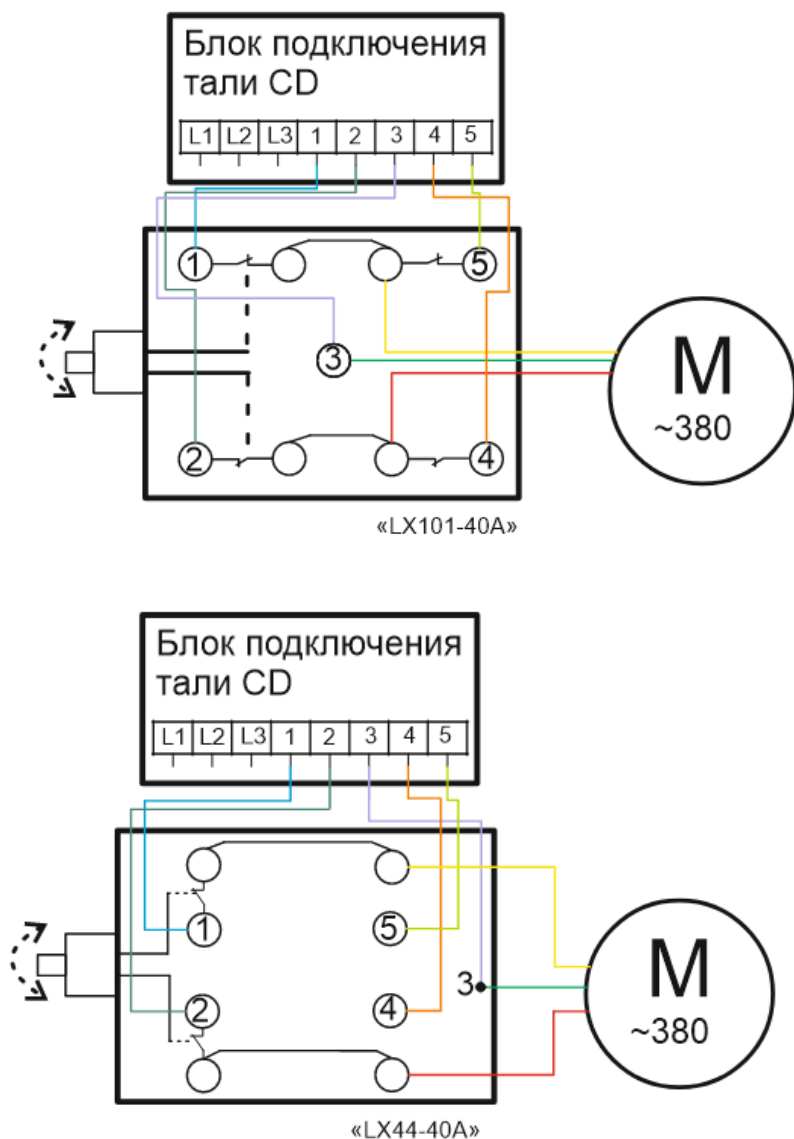 Блок подключения
тали CD
L1 L2 L3 1 2 3 4 5
1 5
3
M
~380
2 4
«LX101-40A»
Блок подключения
тали CD
L1 L2 L3 1 2 3 4 5
1 5
2 4
3
M
~380
«LX44-40A»